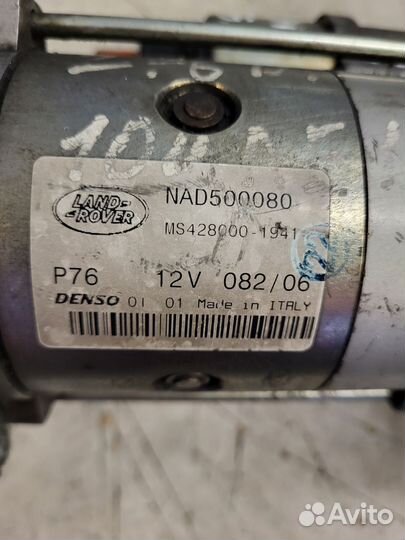 LAND-
ROVER
NAD500080
MS428000-1941
P76 12V 082/06
DENSO 01 01 Made in ITALY
Avito